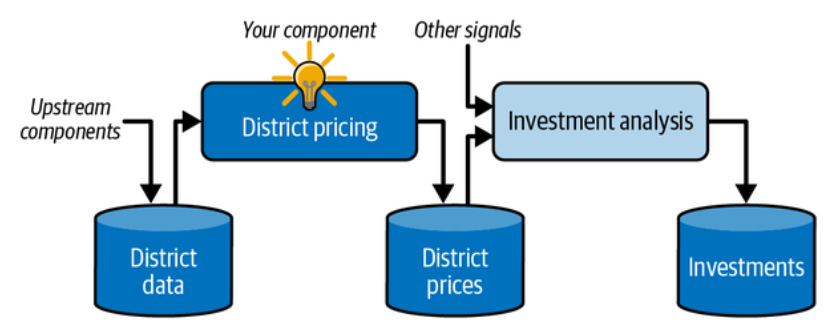 Your component
Other signals
Upstream
components
District pricing
Investment analysis
District
data
District
prices
Investments